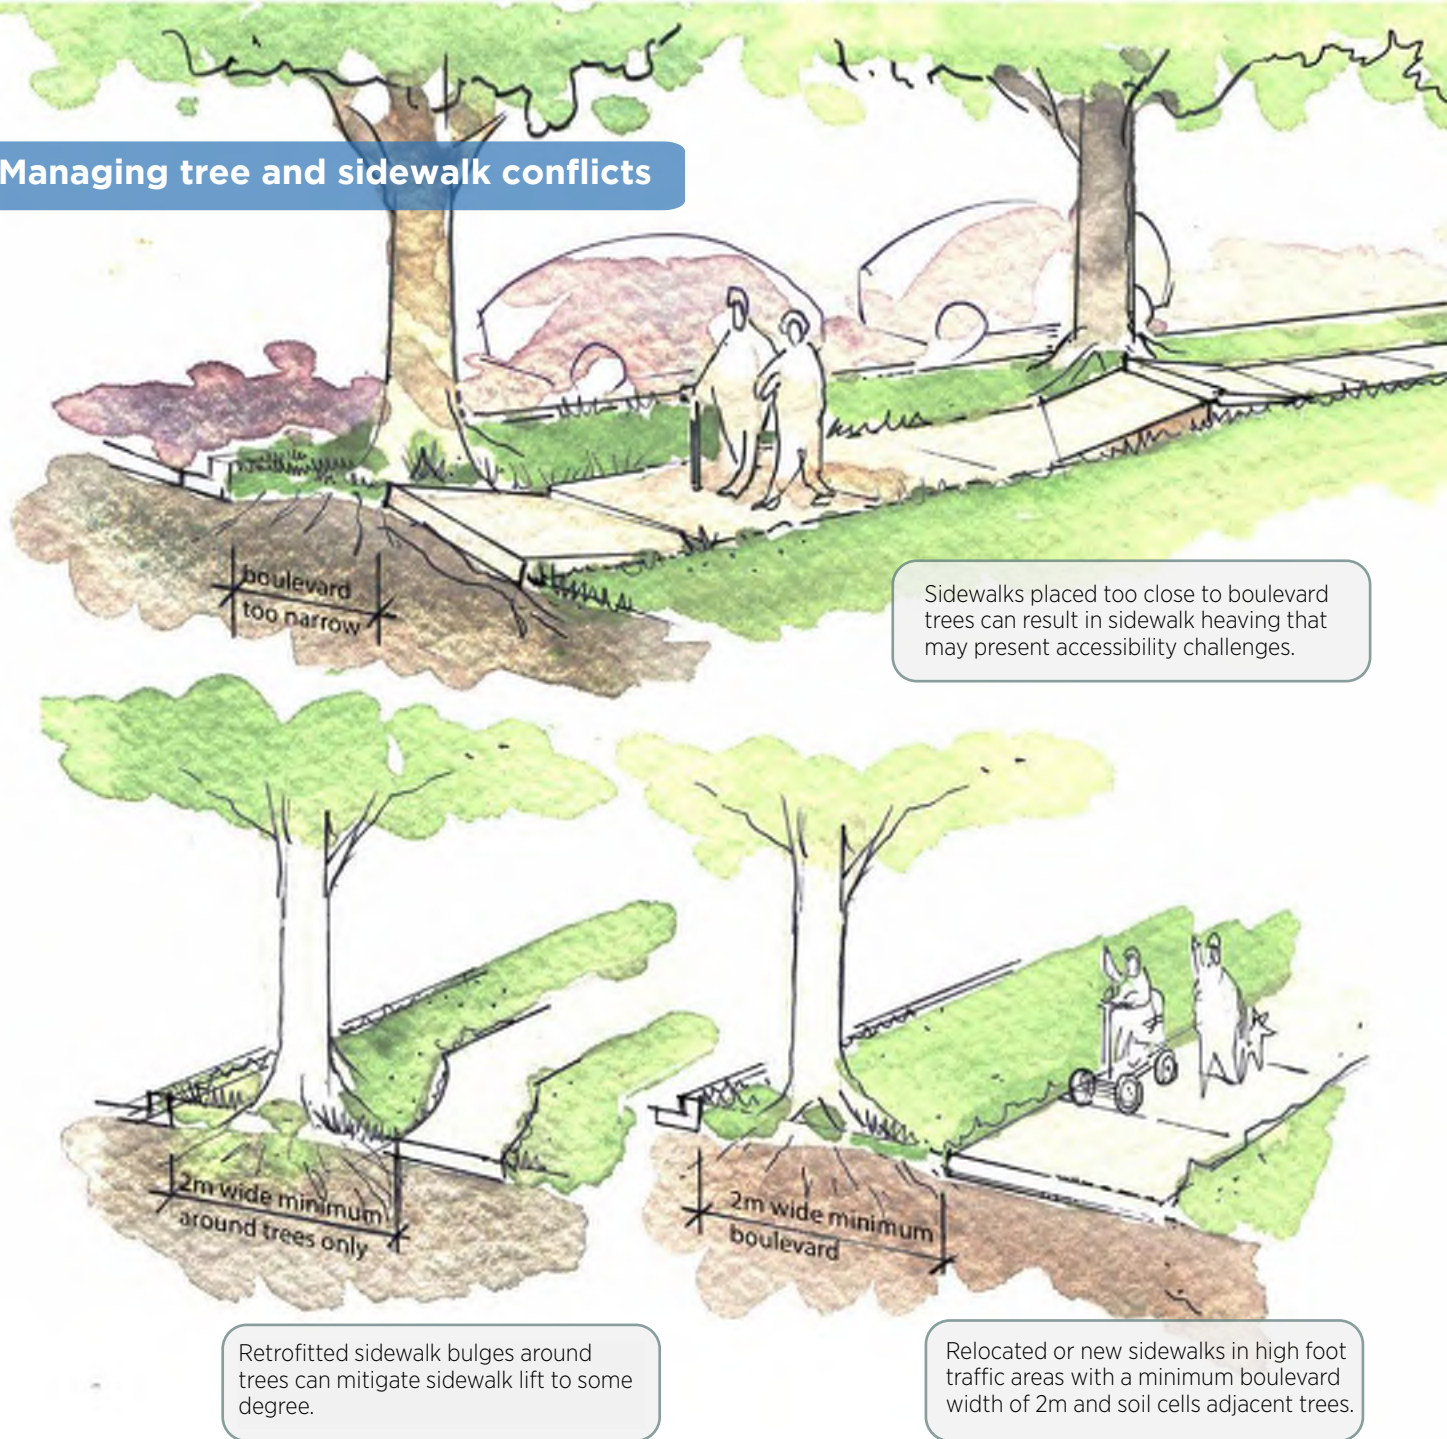 Managing tree and sidewalk conflicts
boulevard
too narrow
Sidewalks placed too close to boulevard
trees can result in sidewalk heaving that
may present accessibility challenges.
2m wide minimum
around trees only
2m wide minimum
boulevard
Retrofitted sidewalk bulges around
trees can mitigate sidewalk lift to some
degree.
Relocated or new sidewalks in high foot
traffic areas with a minimum boulevard
width of 2m and soil cells adjacent trees.